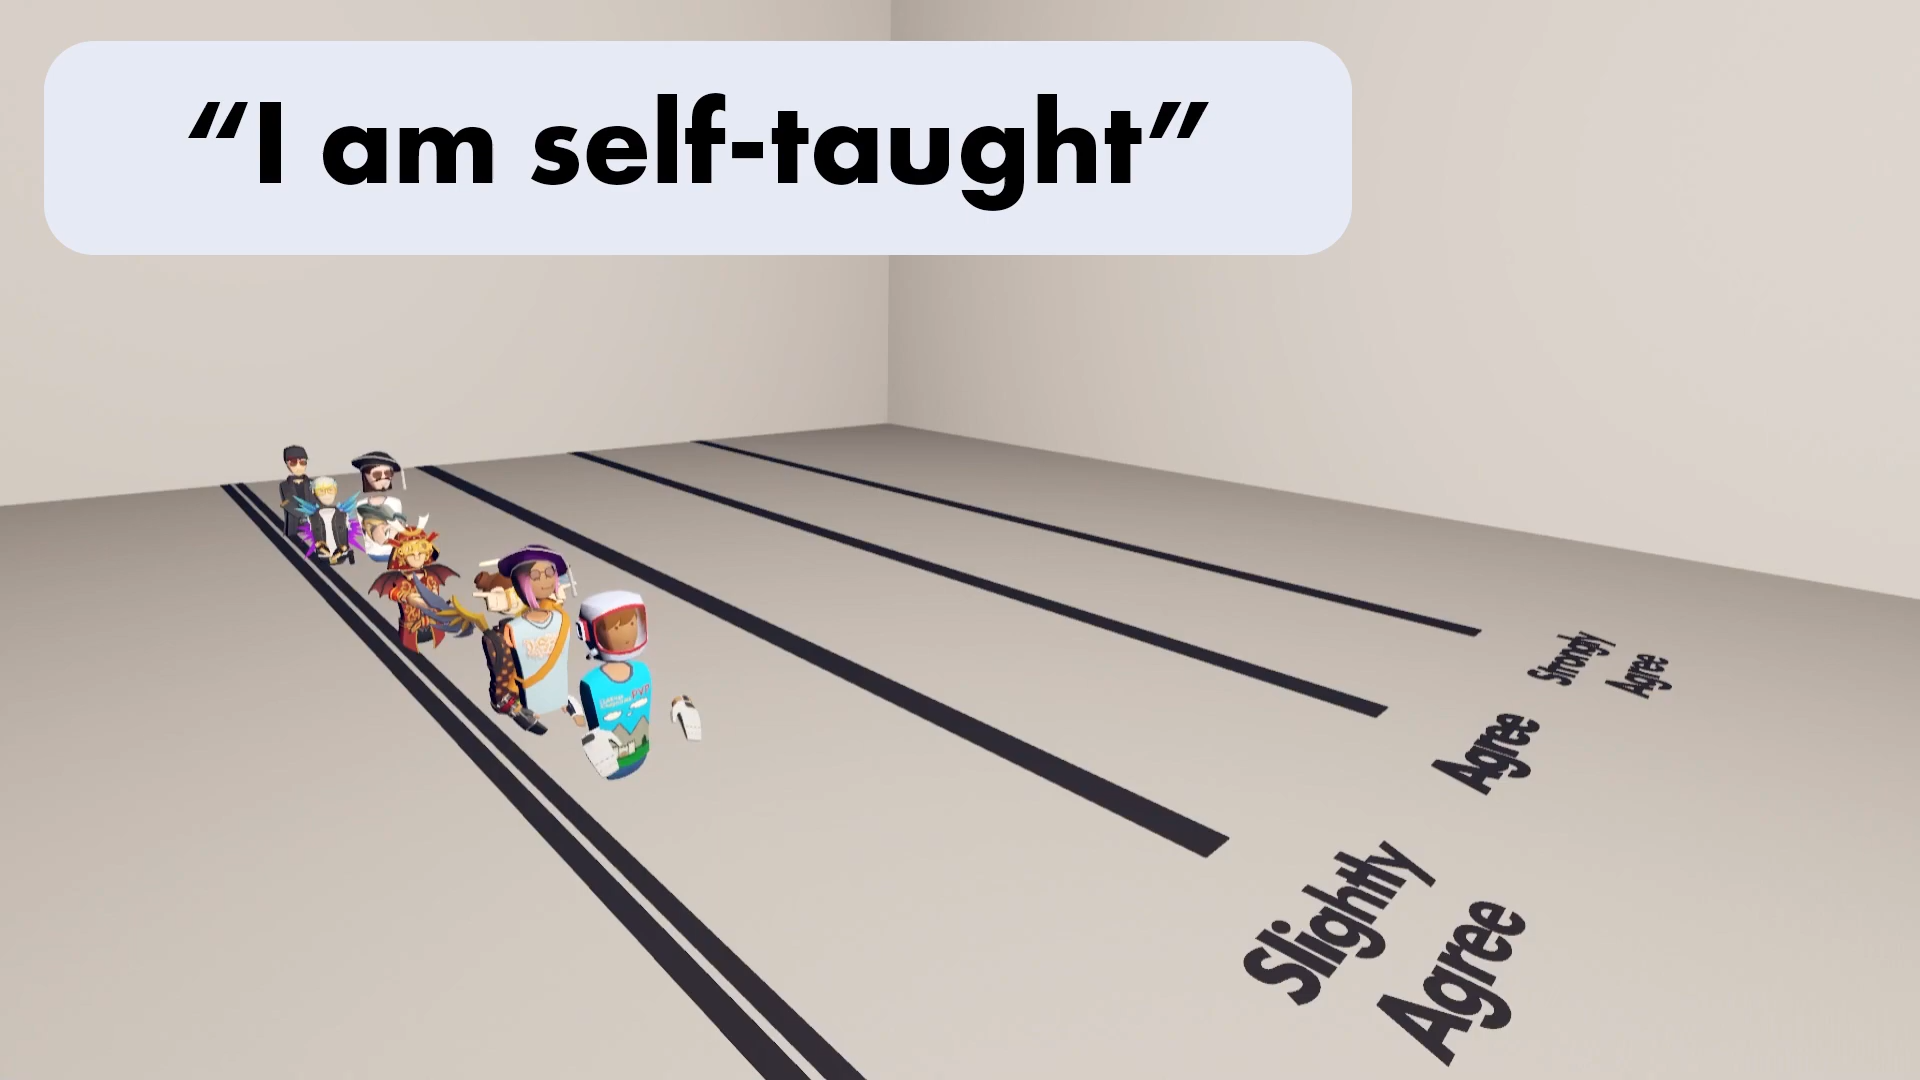 “I am self-taught”
Strongly
Agree
Agree
Slightly
Agree